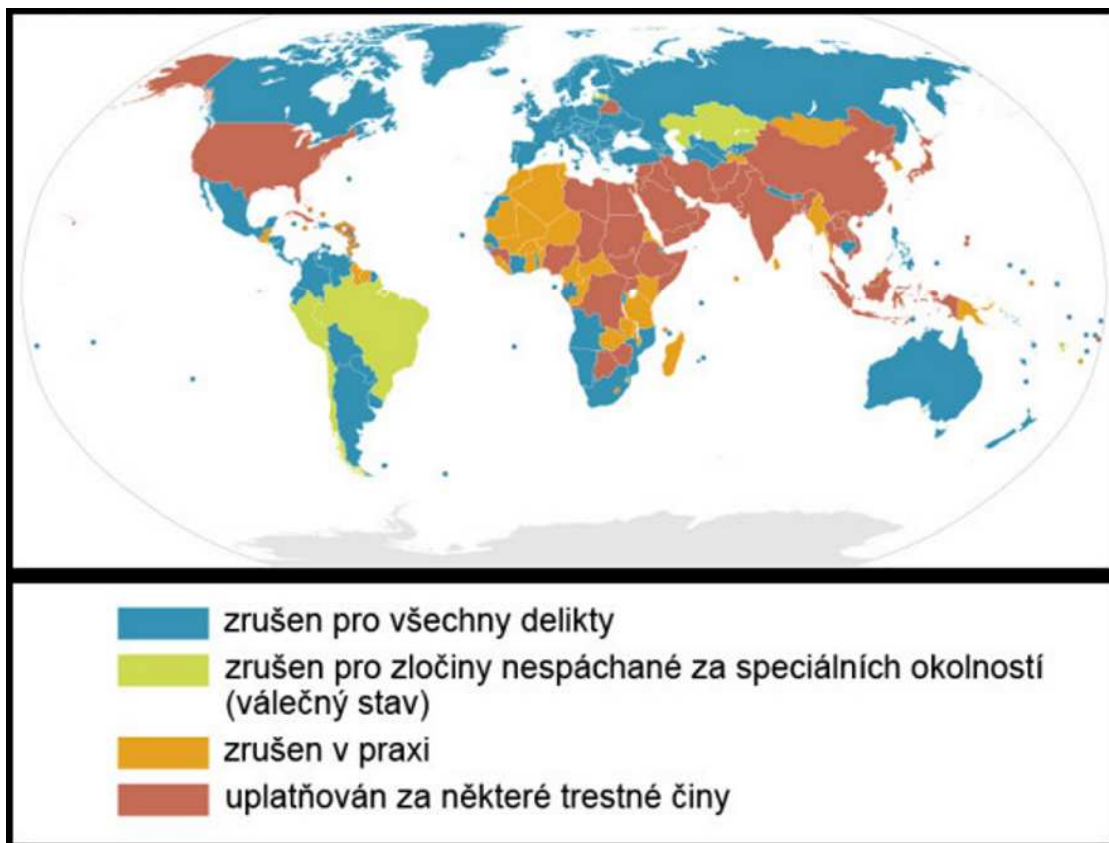 zrušen pro všechny delikty
zrušen pro zločiny nespáchané za speciálních okolností
(válečný stav)
zrušen v praxi
uplatňován za některé trestné činy